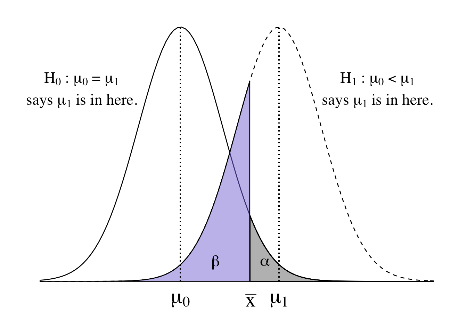 H₀ : μ₀ = μ₁
says μ₁ is in here.
H₁ : μ₀ < μ₁
says μ₁ is in here.
β
α
μ₀
x̅
μ₁